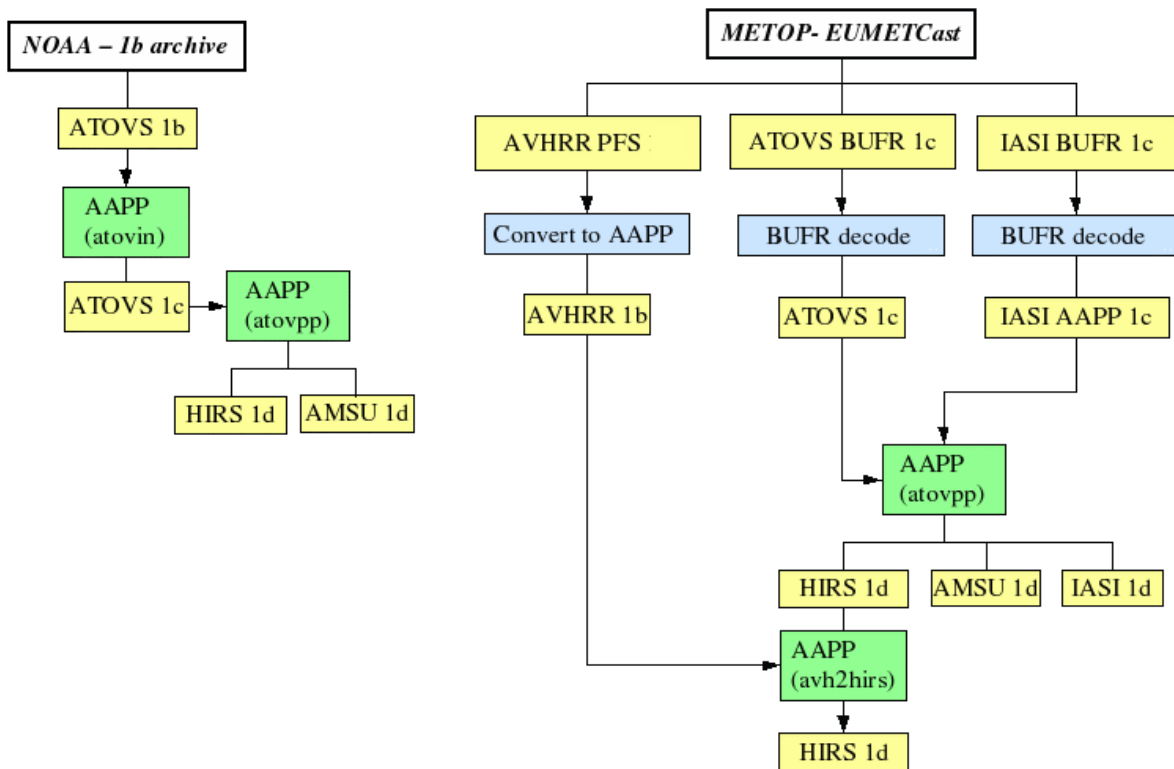 NOAA – 1b archive
ATOVS 1b
AAPP
(atovin)
ATOVS 1c
AAPP
(atovpp)
HIRS 1d
AMSU 1d
METOP- EUMETCast
AVHRR PFS
ATOVS BUFR 1c
IASI BUFR 1c
Convert to AAPP
BUFR decode
BUFR decode
AVHRR 1b
ATOVS 1c
IASI AAPP 1c
AAPP
(atovpp)
HIRS 1d
AMSU 1d
IASI 1d
AAPP
(avh2hirs)
HIRS 1d